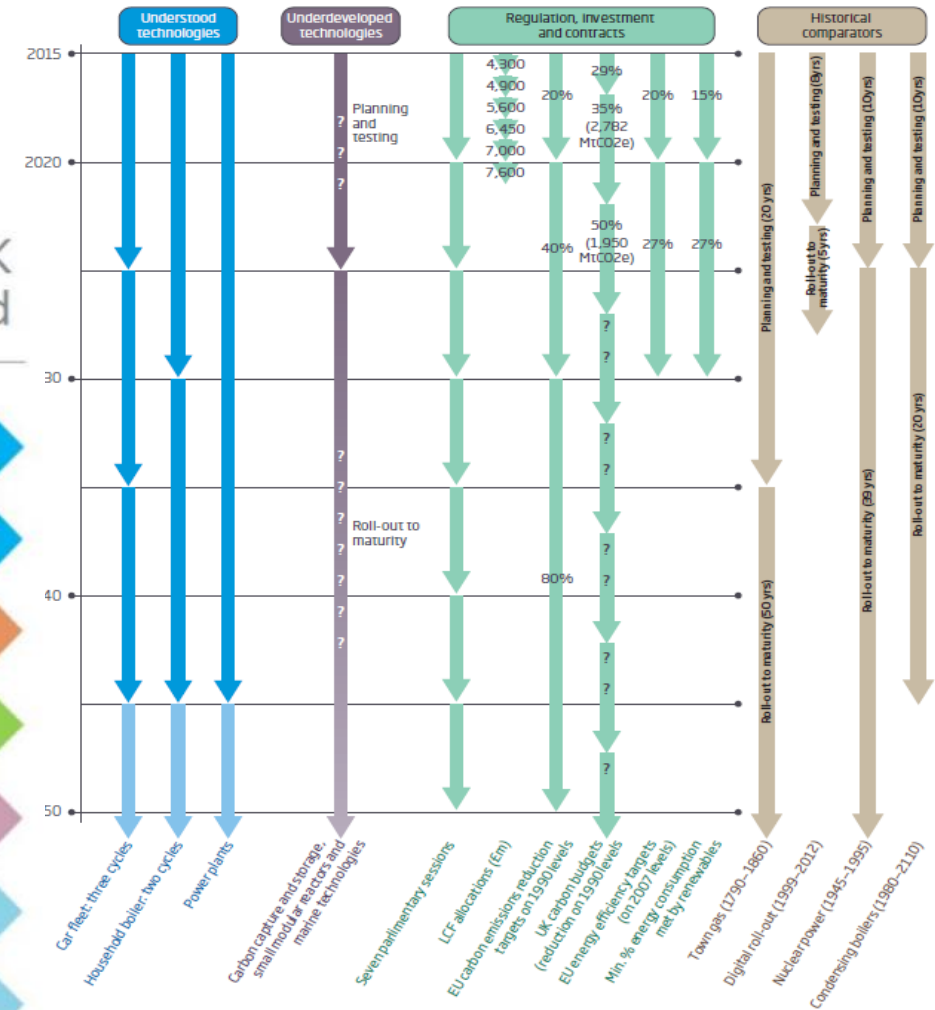 Understood
technologies
Underdeveloped
technologies
Regulation, investment
and contracts
Historical
comparators
2015
2020
30
40
50
Planning
and
testing
?
?
?
Roll-out to
maturity
?
?
?
?
?
?
?
4,300
4,900
5,600
6,450
7,000
7,600
20%
40%
80%
29%
35%
(2,782
MtCO2e)
50%
(1,950
MtCO2e)
?
?
?
?
?
?
?
?
?
20%
27%
15%
27%
Planning and testing (20 yrs)
Roll-out to maturity (50 yrs)
Planning and testing (8yrs)
Roll-out to
maturity (5yrs)
Planning and testing (10yrs)
Roll-out to maturity (39 yrs)
Planning and testing (10yrs)
Roll-out to maturity (20 yrs)
Car fleet: three cycles
Household boiler: two cycles
Power plants
Carbon capture and storage,
small modular reactors and
marine technologies
Seven parlimentary sessions
LCF allocations (£m)
EU carbon emissions reduction
targets on 1990 levels
UK carbon budgets
(reduction on 1990 levels
EU energy efficiency targets
(on 2007 levels)
Min. % energy consumption
met by renewables
Town gas (1790–1860)
Digital roll-out (1999–2012)
Nuclear power (1945–1995)
Condensing boilers (1980–2110)